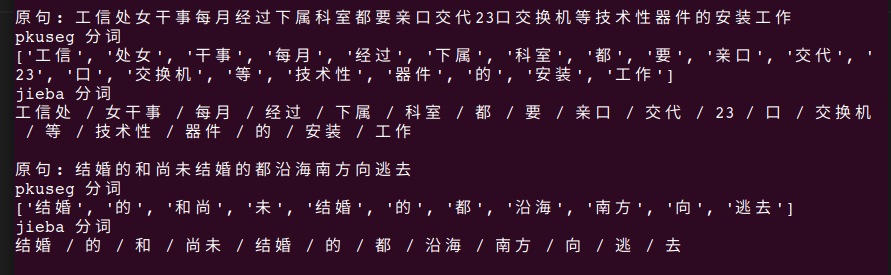 原句：工信处女干事每月经过下属科室都要亲口交代23口交换机等技术性器件的安装工作
pkuseg 分词
['工信', '处女', '干事', '每月', '经过', '下属', '科室', '都', '要', '亲口', '交代', '
23', '口', '交换机', '等', '技术性', '器件', '的', '安装', '工作']
jieba 分词
工信处 / 女干事 / 每月 / 经过 / 下属 / 科室 / 都 / 要 / 亲口 / 交代 / 23 / 口 / 交换机
/ 等 / 技术性 / 器件 / 的 / 安装 / 工作
原句：结婚的和尚未结婚的都沿海南方向逃去
pkuseg 分词
['结婚', '的', '和尚', '未', '结婚', '的', '都', '沿海', '南方', '向', '逃去']
jieba 分词
结婚 / 的 / 和 / 尚未 / 结婚 / 的 / 都 / 沿海 / 南方 / 向 / 逃 / 去